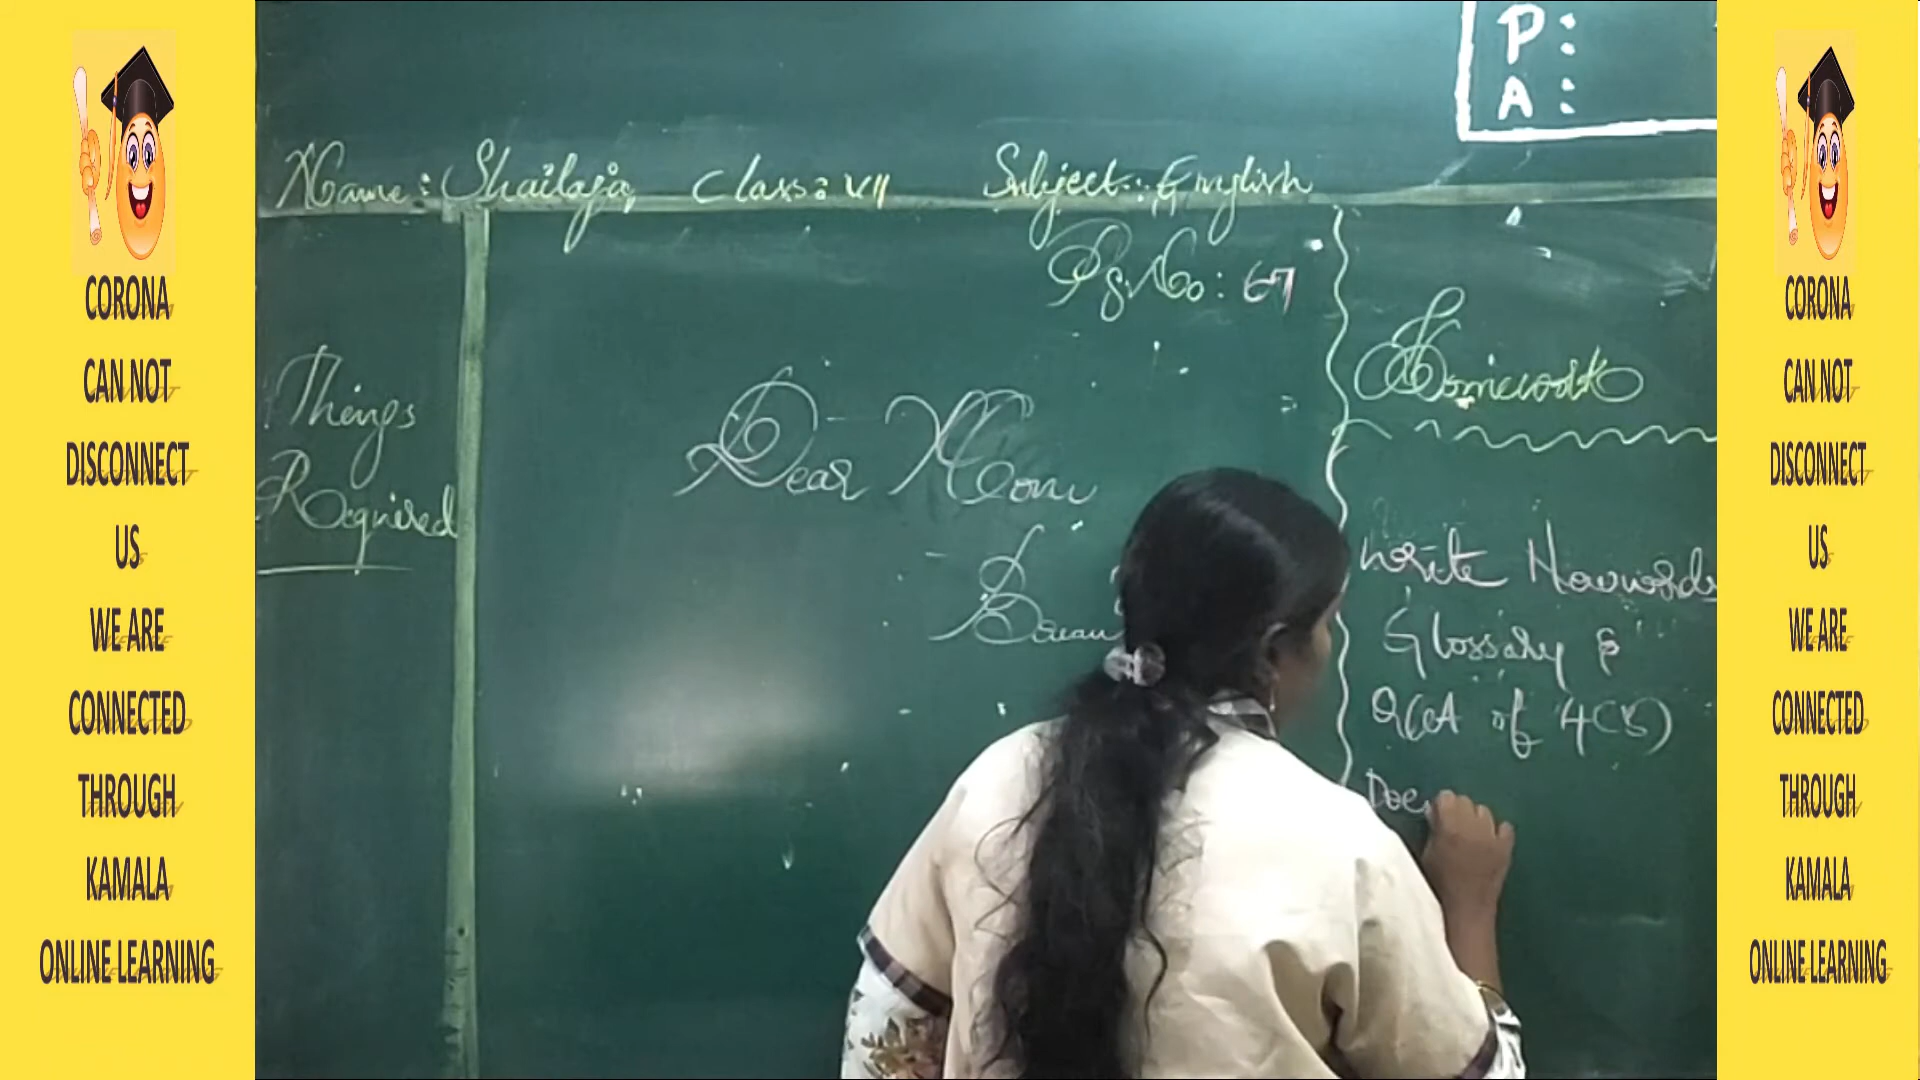 CORONA
CAN NOT
DISCONNECT
US
WE ARE
CONNECTED
THROUGH
KAMALA
ONLINE LEARNING
P:
A:
Name: Shailaja Class: VII Subject: English
Pg.No: 67
Things
Required
Dear Mom
Homework
write New words
Glossary &
Q&A of 4(B)
CORONA
CAN NOT
DISCONNECT
US
WE ARE
CONNECTED
THROUGH
KAMALA
ONLINE LEARNING